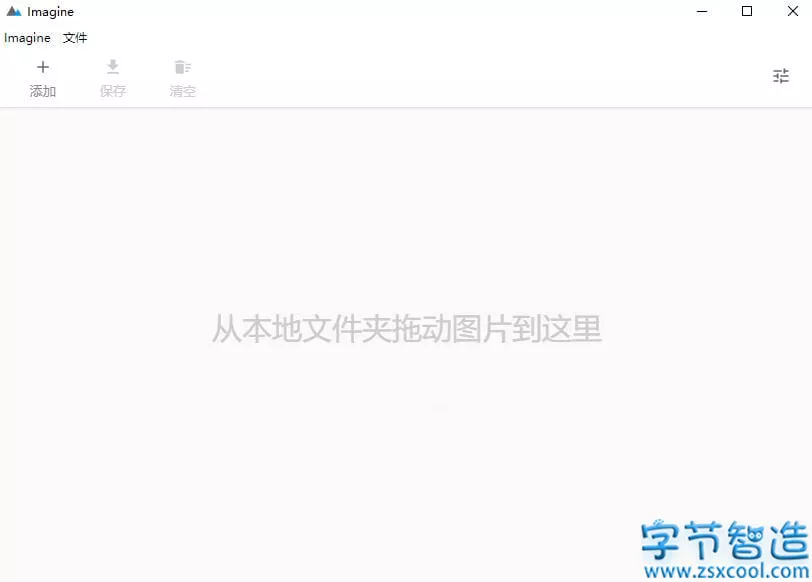 Imagine
Imagine 文件
添加 保存 清空
从本地文件夹拖动图片到这里
字节智造
www.zsxcool.com